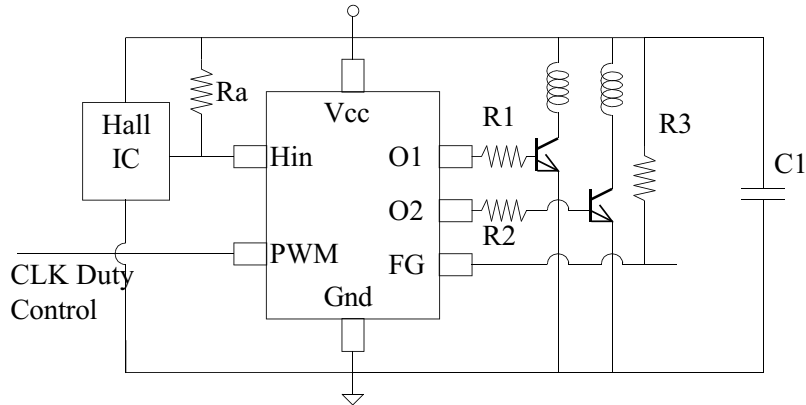 Hall
IC
Ra
Vcc
Hin
PWM
Gnd
O1
O2
FG
R1
R2
R3
C1
CLK Duty
Control